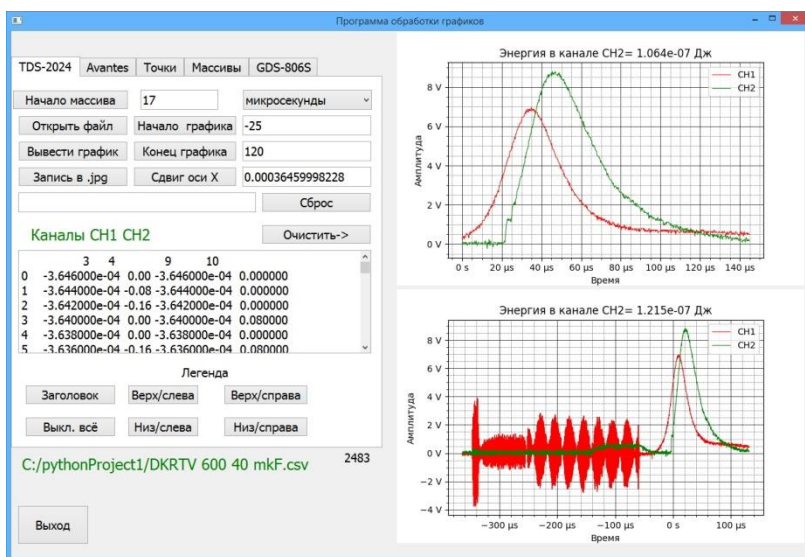 Программа обработки графиков
TDS-2024 Avantes Точки Массивы GDS-806S
Начало массива 17 микросекунды
Открыть файл Начало графика -25
Вывести график Конец графика 120
Запись в .jpg Сдвиг оси X 0.00036459998228
Сброс
Каналы CH1 CH2 Очистить->
3 4 9 10
0 -3.646000e-04 0.00 -3.646000e-04 0.000000
1 -3.644000e-04 -0.08 -3.644000e-04 0.000000
2 -3.642000e-04 -0.16 -3.642000e-04 0.000000
3 -3.640000e-04 0.00 -3.640000e-04 0.080000
4 -3.638000e-04 0.00 -3.638000e-04 0.000000
5 -3.636000e-04 -0.16 -3.636000e-04 0.080000
Легенда
Заголовок Верх/слева Верх/справа
Выкл. всё Низ/слева Низ/справа
C:/pythonProject1/DKRTV 600 40 mkF.csv 2483
Выход
Энергия в канале CH2= 1.064e-07 Дж
CH1
CH2
8 V
6 V
4 V
2 V
0 V
Амплитуда
0 s 20 µs 40 µs 60 µs 80 µs 100 µs 120 µs 140 µs
Время
Энергия в канале CH2= 1.215e-07 Дж
CH1
CH2
8 V
6 V
4 V
2 V
0 V
−2 V
−4 V
Амплитуда
−300 µs −200 µs −100 µs 0 s 100 µs
Время